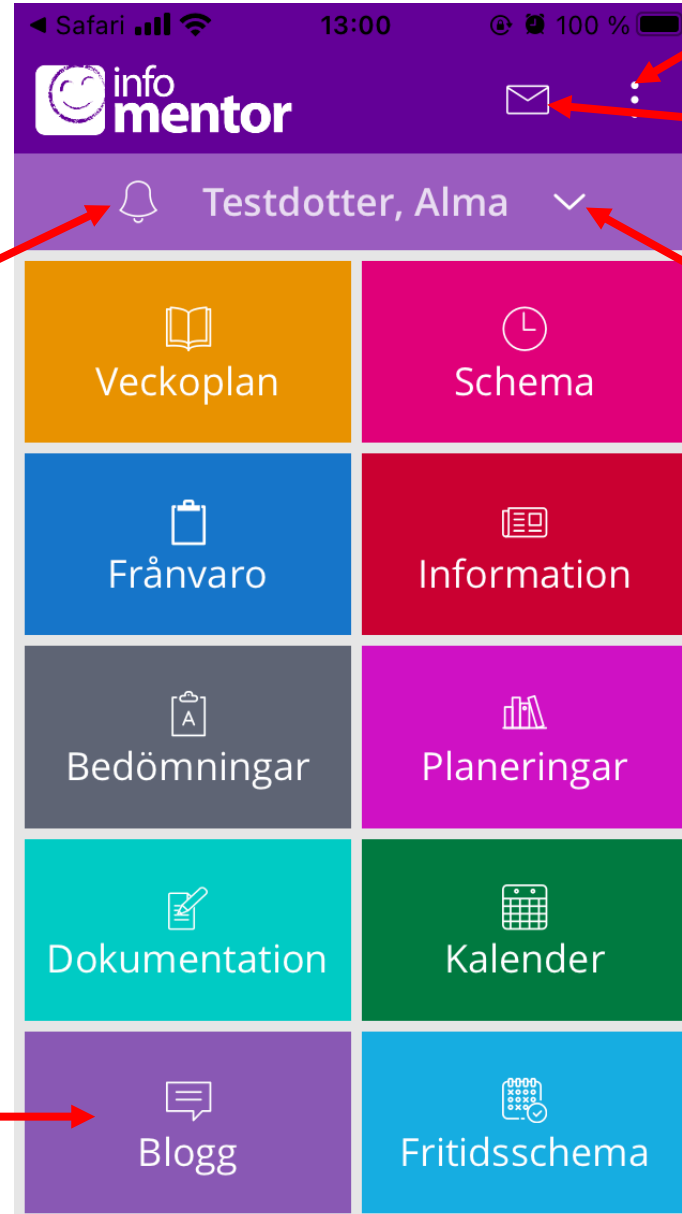 ◀ Safari 13:00 100 %
info
mentor
Testdotter, Alma
Veckoplan Schema
Frånvaro Information
A
Bedömningar Planeringar
Dokumentation Kalender
Blogg Fritidsschema